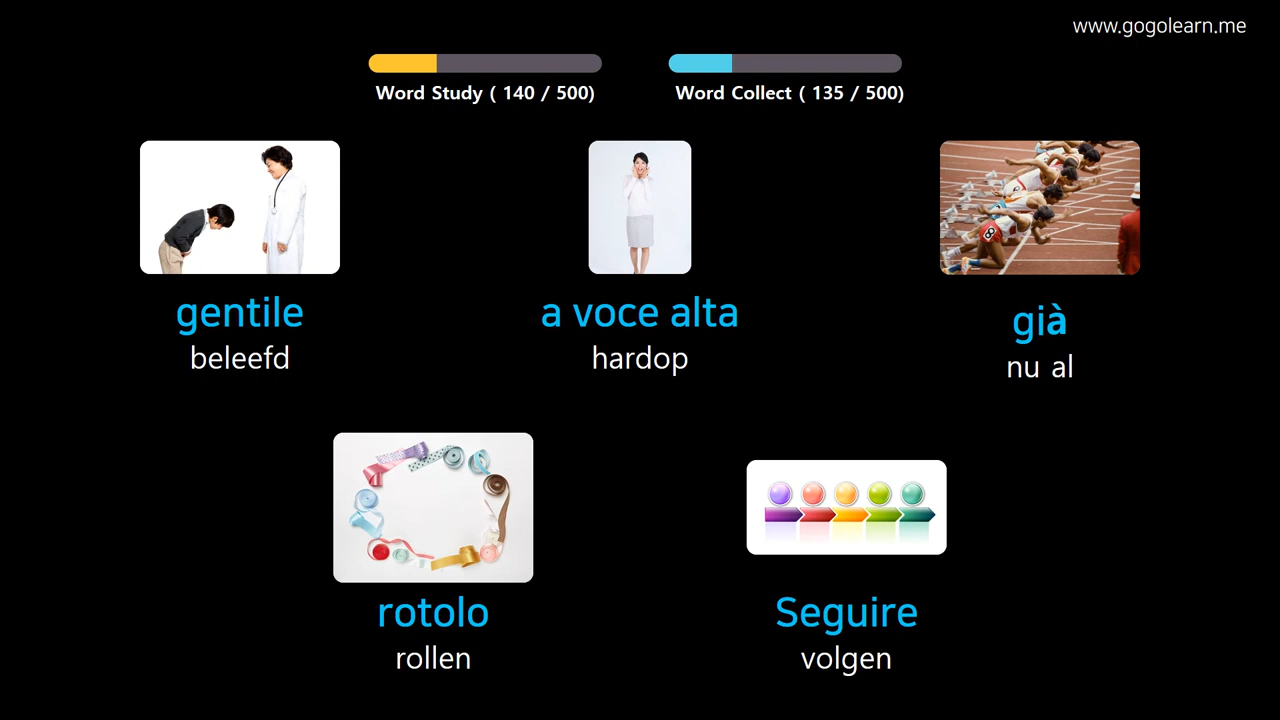 www.gogolearn.me
Word Study ( 140 / 500)
Word Collect ( 135 / 500)
gentile
beleefd
a voce alta
hardop
già
nu al
rotolo
rollen
Seguire
volgen